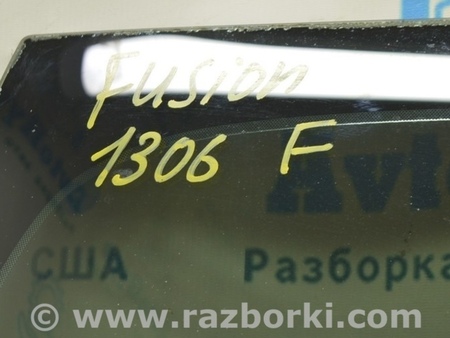 Fusion
1306 F
США Разборка
© www.razborki.com